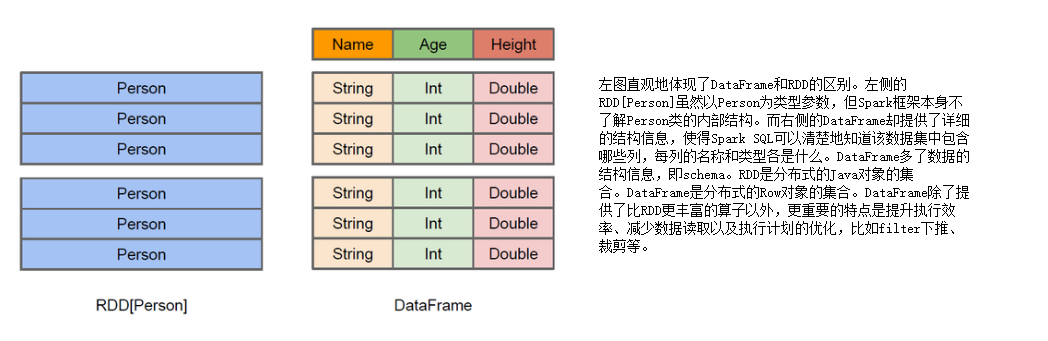 Name Age Height
Person
Person
Person
String Int Double
String Int Double
String Int Double
Person
Person
Person
String Int Double
String Int Double
String Int Double
RDD[Person]
DataFrame
左图直观地体现了DataFrame和RDD的区别。左侧的
RDD[Person]虽然以Person为类型参数，但Spark框架本身不
了解Person类的内部结构。而右侧的DataFrame却提供了详细
的结构信息，使得Spark SQL可以清楚地知道该数据集中包含
哪些列，每列的名称和类型各是什么。DataFrame多了数据的
结构信息，即schema。RDD是分布式的Java对象的集
合。DataFrame是分布式的Row对象的集合。DataFrame除了提
供了比RDD更丰富的算子以外，更重要的特点是提升执行效
率、减少数据读取以及执行计划的优化，比如filter下推、
裁剪等。